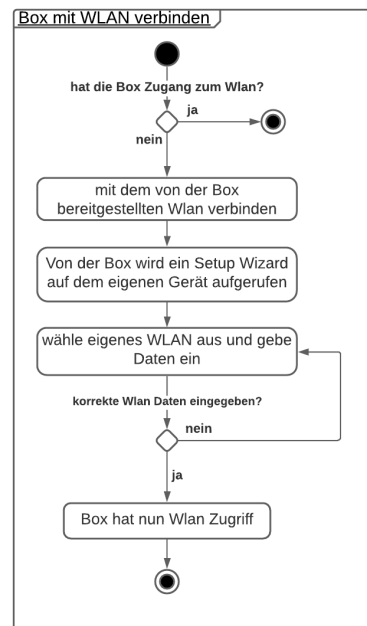 Box mit WLAN verbinden
hat die Box Zugang zum Wlan?
ja
nein
mit dem von der Box
bereitgestellten Wlan verbinden
Von der Box wird ein Setup Wizard
auf dem eigenen Gerät aufgerufen
wähle eigenes WLAN aus und gebe
Daten ein
korrekte Wlan Daten eingegeben?
nein
ja
Box hat nun Wlan Zugriff